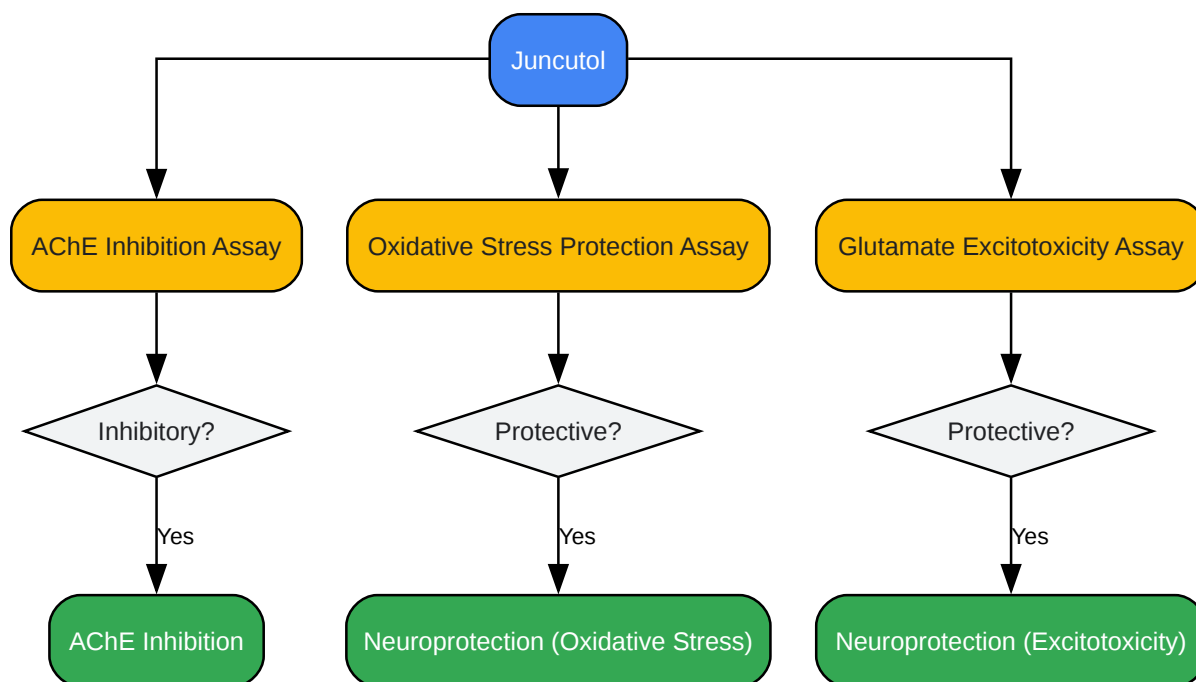 Juncutol
AChE Inhibition Assay
Oxidative Stress Protection Assay
Glutamate Excitotoxicity Assay
Inhibitory?
Protective?
Protective?
Yes
Yes
Yes
AChE Inhibition
Neuroprotection (Oxidative Stress)
Neuroprotection (Excitotoxicity)